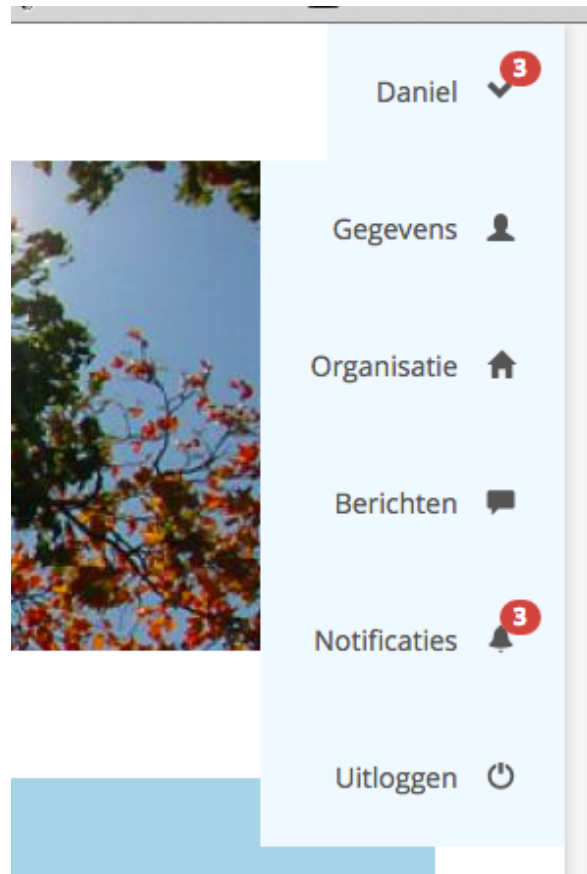 Daniel 3
Gegevens
Organisatie
Berichten
Notificaties 3
Uitloggen